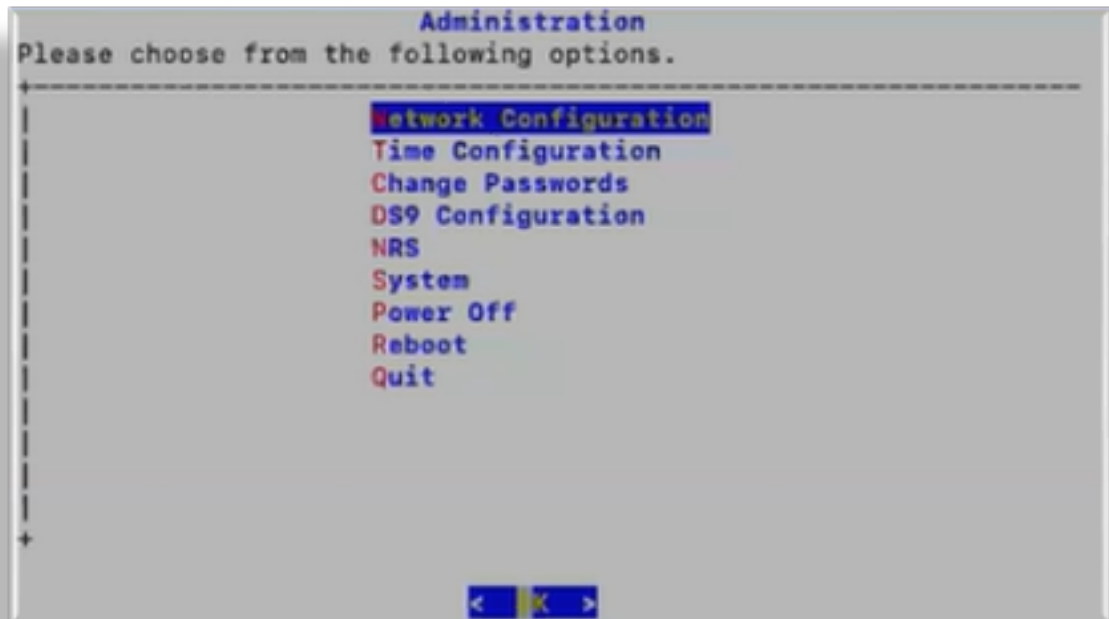 Administration
Please choose from the following options.
Network Configuration
Time Configuration
Change Passwords
DS9 Configuration
NRS
System
Power Off
Reboot
Quit
< OK >